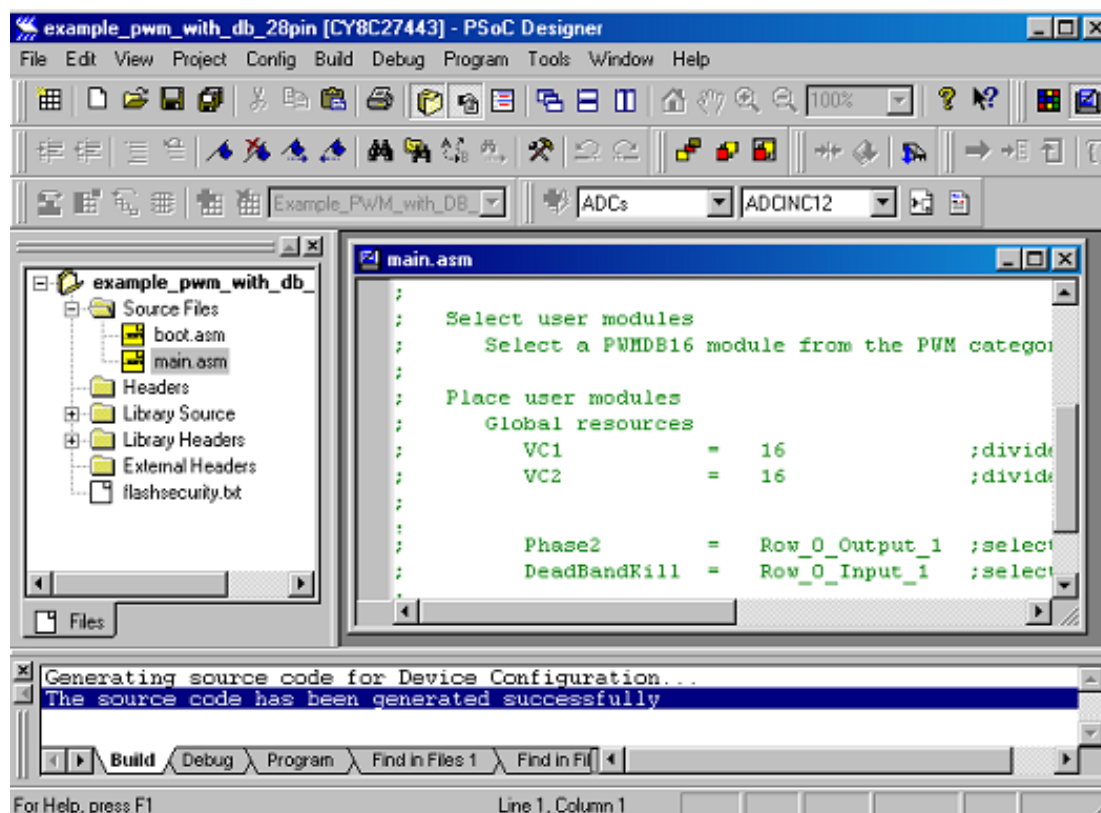 example_pwm_with_db_28pin [CY8C27443] - PSoC Designer
File Edit View Project Config Build Debug Program Tools Window Help
100%
Example_PWM_with_DB_ ADCs ADCINC12
example_pwm_with_db_
Source Files
boot.asm
main.asm
Headers
Library Source
Library Headers
External Headers
flashsecurity.txt
Files
main.asm
;
; Select user modules
; Select a PWMDB16 module from the PWM categor
;
; Place user modules
; Global resources
; VC1 = 16 ;divide
; VC2 = 16 ;divide
;
;
; Phase2 = Row_0_Output_1 ;select
; DeadBandKill = Row_0_Input_1 ;select
Generating source code for Device Configuration...
The source code has been generated successfully
Build Debug Program Find in Files 1 Find in Fil
For Help, press F1 Line 1, Column 1